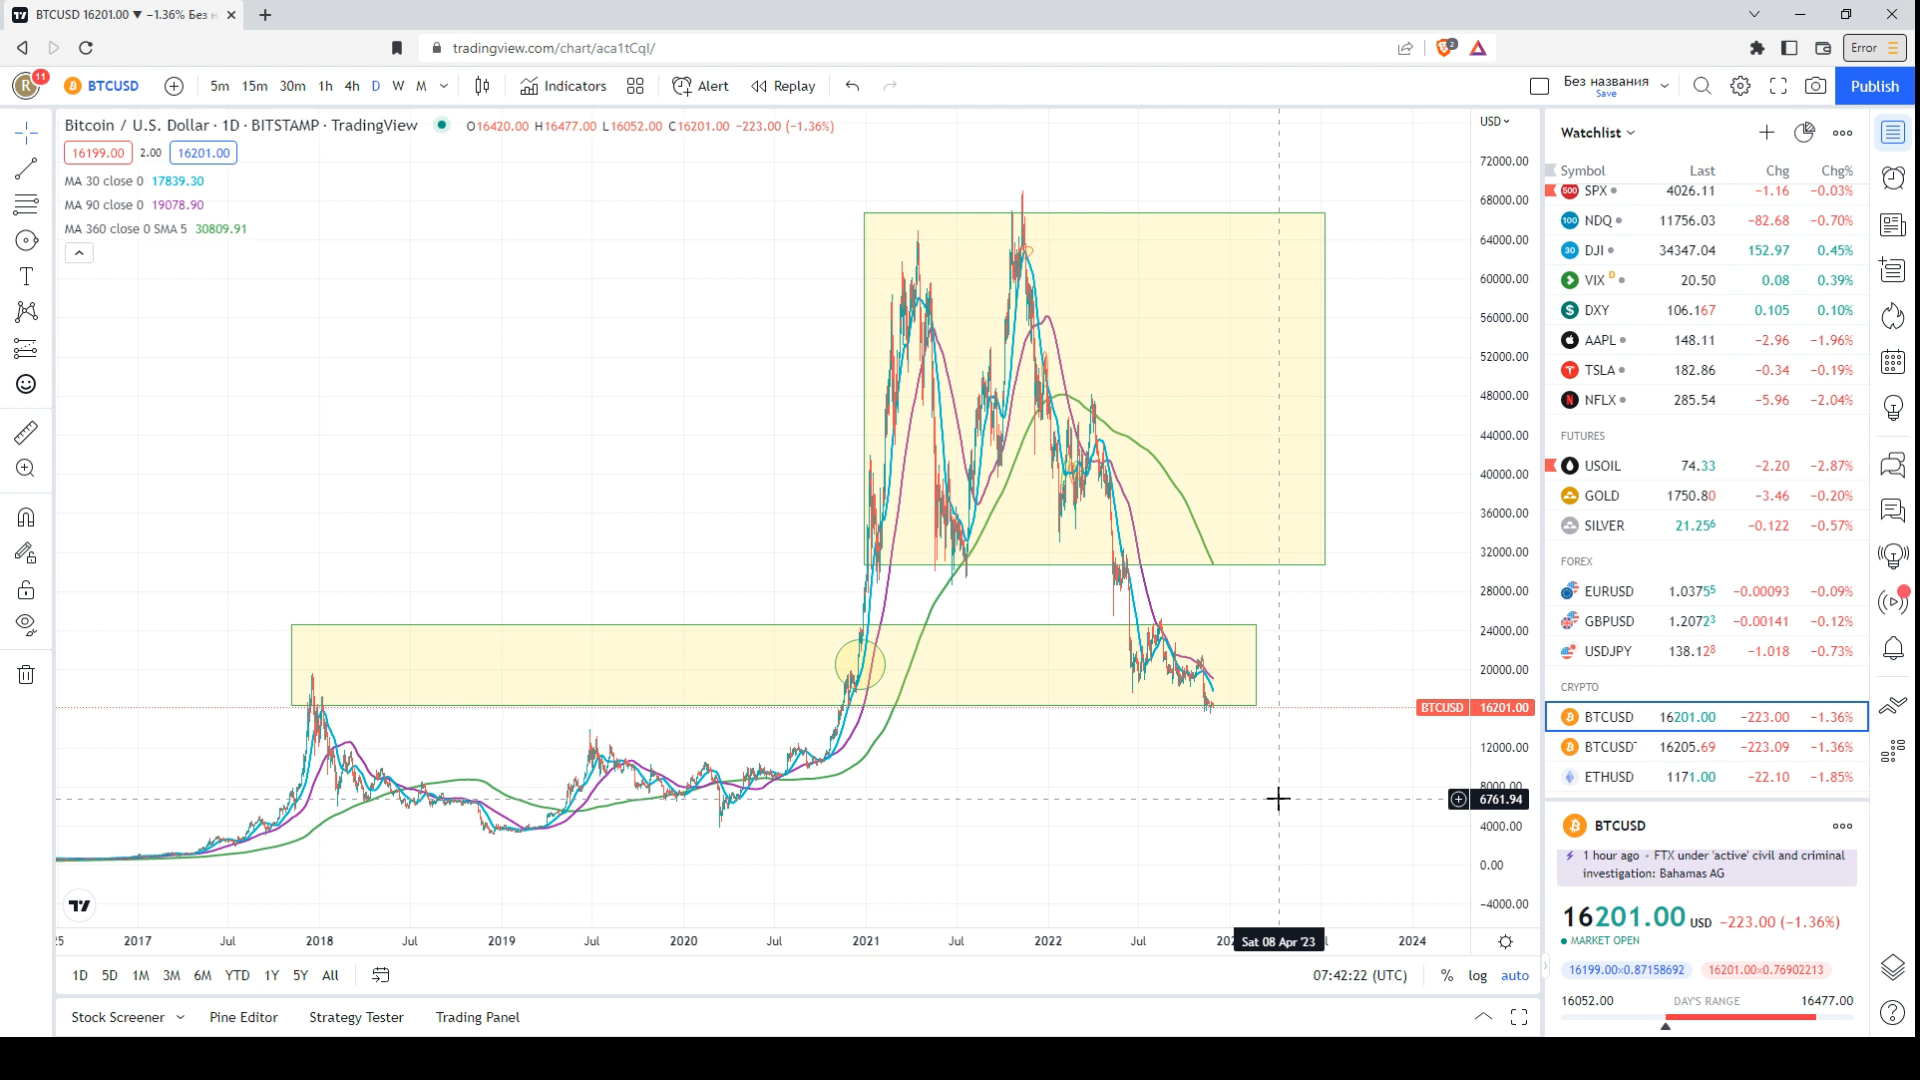 BTCUSD 16201.00 ▼ −1.36% Без н
tradingview.com/chart/aca1tCqI/
2
Error
R 11 BTCUSD 5m 15m 30m 1h 4h D W M Indicators Alert Replay Без названия Save Publish
Bitcoin / U.S. Dollar · 1D · BITSTAMP · TradingView O16420.00 H16477.00 L16052.00 C16201.00 −223.00 (−1.36%)
16199.00 2.00 16201.00
MA 30 close 0 17839.30
MA 90 close 0 19078.90
MA 360 close 0 SMA 5 30809.91
USD
72000.00
68000.00
64000.00
60000.00
56000.00
52000.00
48000.00
44000.00
40000.00
36000.00
32000.00
28000.00
24000.00
20000.00
BTCUSD 16201.00
12000.00
8000.00
6761.94
4000.00
0.00
−4000.00
2017 Jul 2018 Jul 2019 Jul 2020 Jul 2021 Jul 2022 Jul Sat 08 Apr '23 2024
1D 5D 1M 3M 6M YTD 1Y 5Y All 07:42:22 (UTC) % log auto
Stock Screener Pine Editor Strategy Tester Trading Panel
Watchlist
Symbol Last Chg Chg%
500 SPX 4026.11 −1.16 −0.03%
100 NDQ 11756.03 −82.68 −0.70%
30 DJI 34347.04 152.97 0.45%
VIX D 20.50 0.08 0.39%
DXY 106.167 0.105 0.10%
AAPL 148.11 −2.96 −1.96%
TSLA 182.86 −0.34 −0.19%
NFLX 285.54 −5.96 −2.04%
FUTURES
USOIL 74.33 −2.20 −2.87%
GOLD 1750.80 −3.46 −0.20%
SILVER 21.256 −0.122 −0.57%
FOREX
EURUSD 1.03755 −0.00093 −0.09%
GBPUSD 1.20723 −0.00141 −0.12%
USDJPY 138.128 −1.018 −0.73%
CRYPTO
BTCUSD 16201.00 −223.00 −1.36%
BTCUSD 16205.69 −223.09 −1.36%
ETHUSD 1171.00 −22.10 −1.85%
BTCUSD
1 hour ago · FTX under 'active' civil and criminal
investigation: Bahamas AG
16201.00 USD −223.00 (−1.36%)
MARKET OPEN
16199.00×0.87158692 16201.00×0.76902213
16052.00 DAY'S RANGE 16477.00